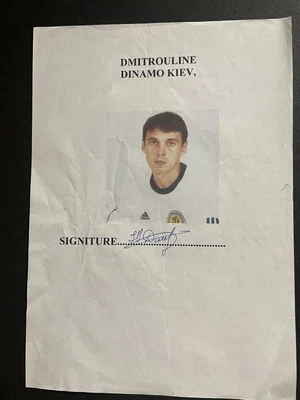 DMITROULINE
DINAMO KIEV,
SIGNITURE........................................